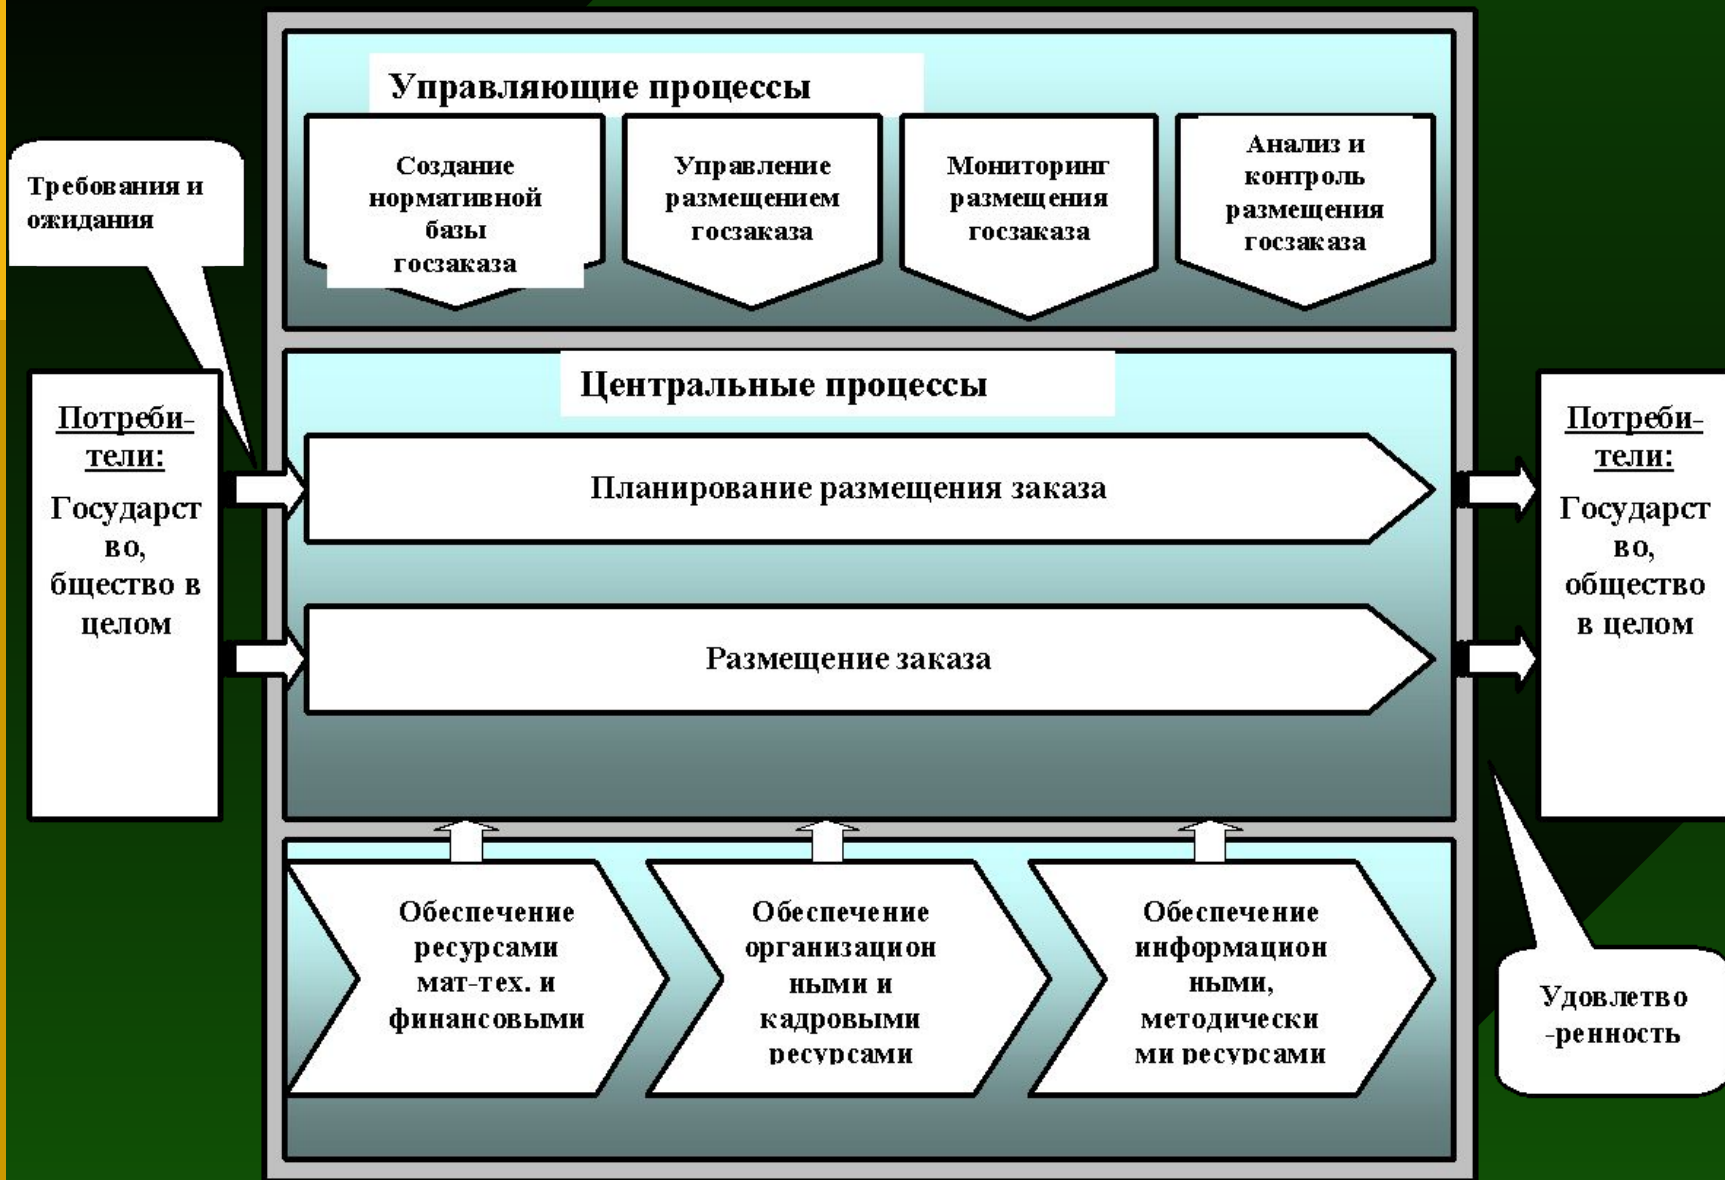 Управляющие процессы
Создание
нормативной
базы
госзаказа
Управление
размещением
госзаказа
Мониторинг
размещения
госзаказа
Анализ и
контроль
размещения
госзаказа
Требования и
ожидания
Потреби-
тели:
Государст
во,
бщество в
целом
Центральные процессы
Планирование размещения заказа
Размещение заказа
Потреби-
тели:
Государст
во,
общество
в целом
Обеспечение
ресурсами
мат-тех. и
финансовыми
Обеспечение
организацион
ными и
кадровыми
ресурсами
Обеспечение
информацион
ными,
методически
ми ресурсами
Удовлетво
-ренность